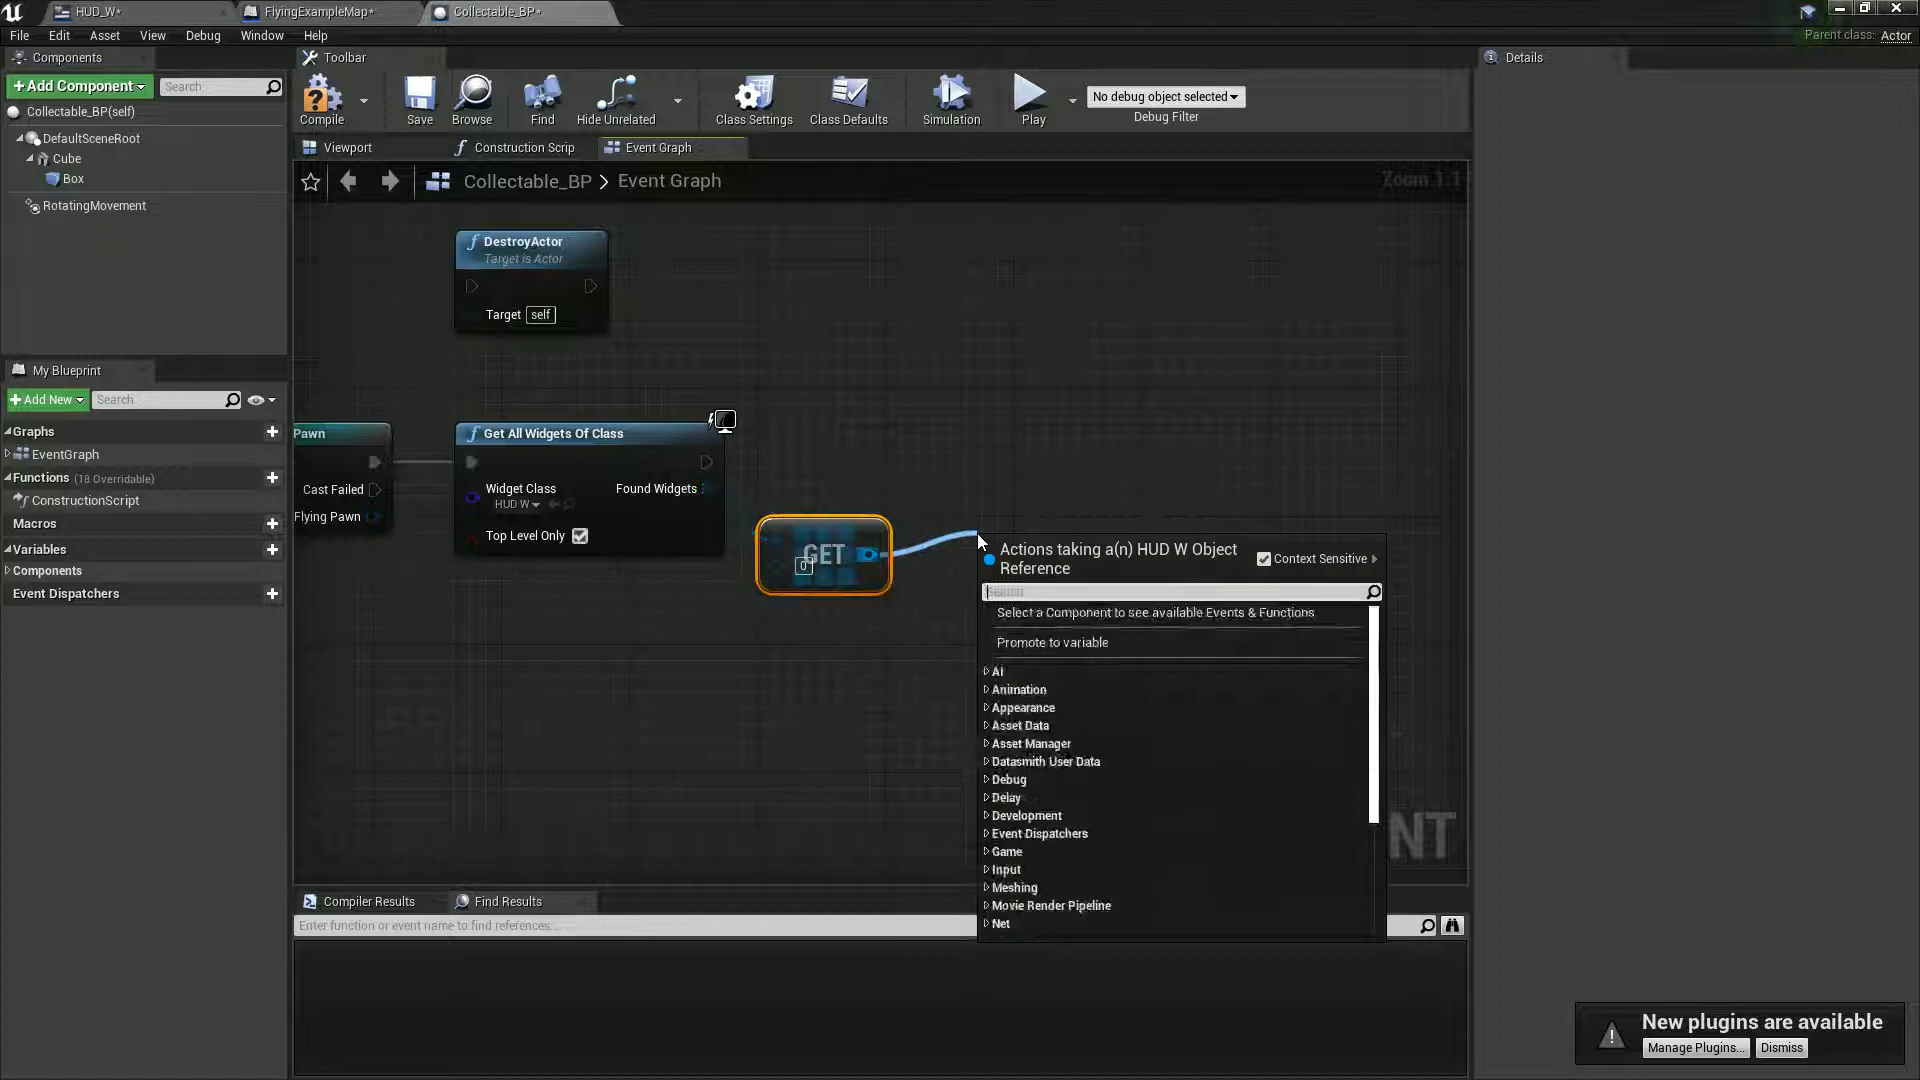 HUD_W*
FlyingExampleMap*
Collectable_BP*
File Edit Asset View Debug Window Help
Parent class: Actor
Components
Toolbar
Details
+Add Component
Search
Compile
Save
Browse
Find
Hide Unrelated
Class Settings
Class Defaults
Simulation
Play
No debug object selected
Debug Filter
Collectable_BP(self)
DefaultSceneRoot
Cube
Box
RotatingMovement
Viewport
Construction Scrip
Event Graph
Collectable_BP > Event Graph
Zoom 1:1
DestroyActor
Target is Actor
Target self
My Blueprint
+Add New
Search
Graphs
EventGraph
Functions (18 Overridable)
ConstructionScript
Macros
Variables
Components
Event Dispatchers
Pawn
Cast Failed
Flying Pawn
Get All Widgets Of Class
Widget Class
HUD W
Found Widgets
Top Level Only
GET
0
Actions taking a(n) HUD W Object
Reference
Context Sensitive
Search
Select a Component to see available Events & Functions
Promote to variable
AI
Animation
Appearance
Asset Data
Asset Manager
Datasmith User Data
Debug
Delay
Development
Event Dispatchers
Game
Input
Meshing
Movie Render Pipeline
Net
NT
Compiler Results
Find Results
Enter function or event name to find references...
New plugins are available
Manage Plugins...
Dismiss